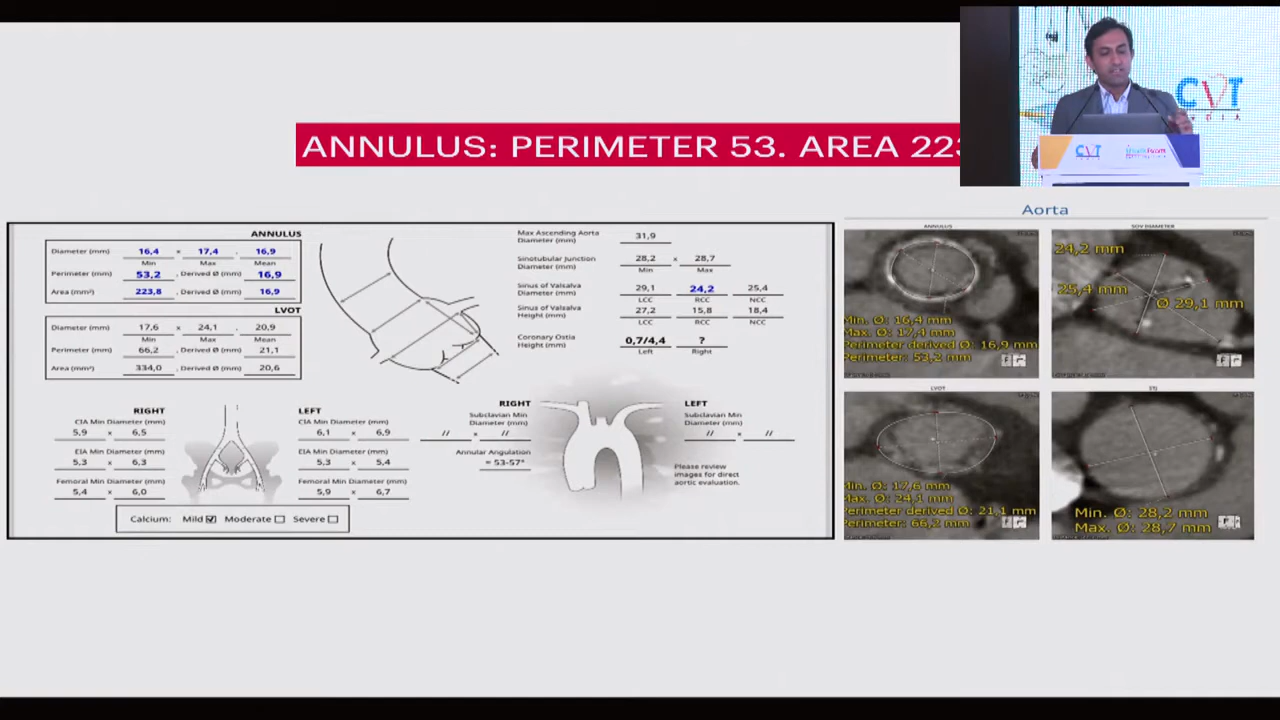 CVT
INDIA
CVT
ANNULUS: PERIMETER 53. AREA 223
Aorta
ANNULUS
Diameter (mm) 16,4 x 17,4 , 16,9
Min Max Mean
Perimeter (mm) 53,2 , Derived Ø (mm) 16,9
Area (mm²) 223,8 , Derived Ø (mm) 16,9
LVOT
Diameter (mm) 17,6 x 24,1 , 20,9
Min Max Mean
Perimeter (mm) 66,2 , Derived Ø (mm) 21,1
Area (mm²) 334,0 , Derived Ø (mm) 20,6
Max Ascending Aorta
Diameter (mm) 31,9
Sinotubular Junction
Diameter (mm) 28,2 x 28,7
Min Max
Sinus of Valsalva
Diameter (mm) 29,1 24,2 25,4
LCC RCC NCC
Sinus of Valsalva
Height (mm) 27,2 15,8 18,4
LCC RCC NCC
Coronary Ostia
Height (mm) 0,7/4,4 ?
Left Right
RIGHT
CIA Min Diameter (mm)
5,9 x 6,5
EIA Min Diameter (mm)
5,3 x 6,3
Femoral Min Diameter (mm)
5,4 x 6,0
LEFT
CIA Min Diameter (mm)
6,1 x 6,9
EIA Min Diameter (mm)
5,3 x 5,4
Femoral Min Diameter (mm)
5,9 x 6,7
Calcium: Mild Moderate Severe
RIGHT
Subclavian Min
Diameter (mm)
// x //
Annular Angulation
= 53-57°
LEFT
Subclavian Min
Diameter (mm)
// x //
Please review
images for direct
aortic evaluation.
ANNULUS
Min. Ø: 16,4 mm
Max. Ø: 17,4 mm
Perimeter derived Ø: 16,9 mm
Perimeter: 53,2 mm
SOV DIAMETER
24,2 mm
25,4 mm
Ø 29,1 mm
LVOT
Min. Ø: 17,6 mm
Max. Ø: 24,1 mm
Perimeter derived Ø: 21,1 mm
Perimeter: 66,2 mm
STJ
Min. Ø: 28,2 mm
Max. Ø: 28,7 mm